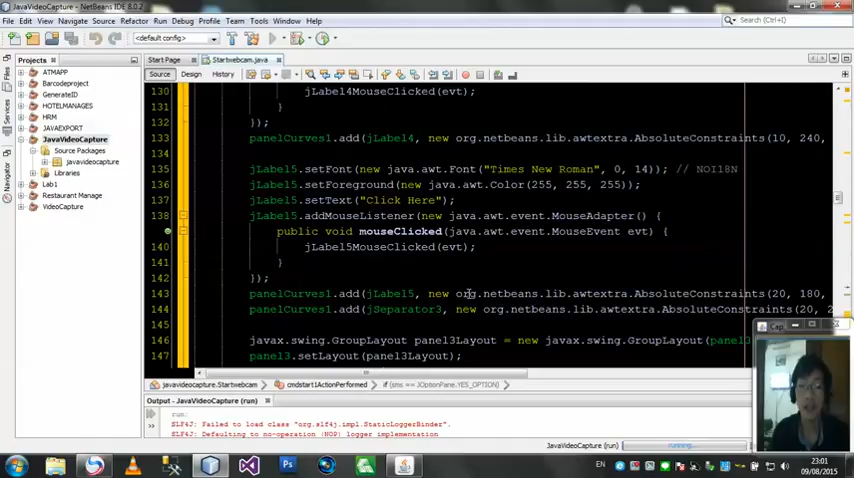 JavaVideoCapture - NetBeans IDE 8.0.2
File Edit View Navigate Source Refactor Run Debug Profile Team Tools Window Help
Search (Ctrl+I)
<default config>
Projects
Start Page
Startwebcam.java
Source Design History
Files
Services
Navigator
ATMAPP
Barcodeproject
GenerateID
HOTELMANAGES
HRM
JAVAEXPORT
JavaVideoCapture
Source Packages
javavideocapture
Libraries
Lab1
Restaurant Manage
VideoCapture
130 jLabel4MouseClicked(evt);
131 }
132 });
133 panelCurves1.add(jLabel4, new org.netbeans.lib.awtextra.AbsoluteConstraints(10, 240,
134
135 jLabel5.setFont(new java.awt.Font("Times New Roman", 0, 14)); // NOI18N
136 jLabel5.setForeground(new java.awt.Color(255, 255, 255));
137 jLabel5.setText("Click Here");
138 jLabel5.addMouseListener(new java.awt.event.MouseAdapter() {
public void mouseClicked(java.awt.event.MouseEvent evt) {
140 jLabel5MouseClicked(evt);
141 }
142 });
143 panelCurves1.add(jLabel5, new org.netbeans.lib.awtextra.AbsoluteConstraints(20, 180,
144 panelCurves1.add(jSeparator3, new org.netbeans.lib.awtextra.AbsoluteConstraints(20, 2
145
146 javax.swing.GroupLayout panel3Layout = new javax.swing.GroupLayout(panel3
147 panel3.setLayout(panel3Layout);
Cap
javavideocapture.Startwebcam
cmdstart1ActionPerformed
if (sms == JOptionPane.YES_OPTION)
Output - JavaVideoCapture (run)
run:
SLF4J: Failed to load class "org.slf4j.impl.StaticLoggerBinder".
SLF4J: Defaulting to no-operation (NOP) logger implementation
JavaVideoCapture (run)
running...
EN
23:01
09/08/2015